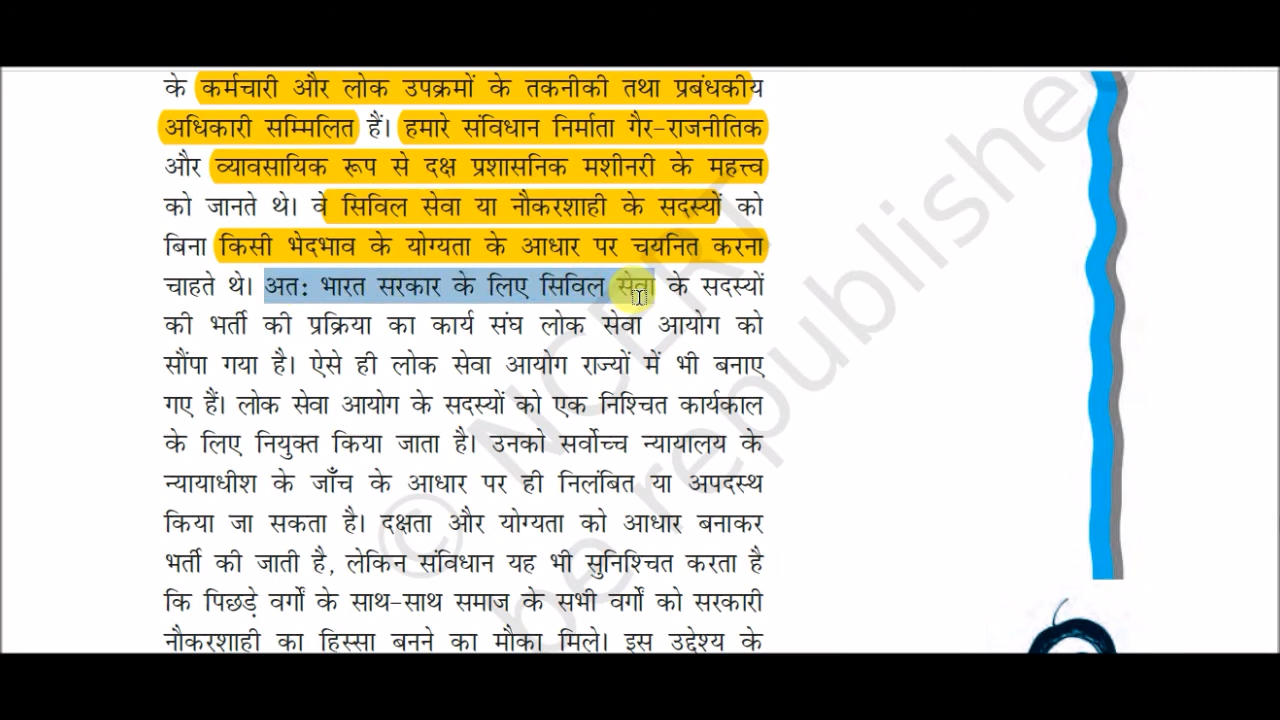 के कर्मचारी और लोक उपक्रमों के तकनीकी तथा प्रबंधकीय
अधिकारी सम्मिलित हैं। हमारे संविधान निर्माता गैर-राजनीतिक
और व्यावसायिक रूप से दक्ष प्रशासनिक मशीनरी के महत्त्व
को जानते थे। वे सिविल सेवा या नौकरशाही के सदस्यों को
बिना किसी भेदभाव के योग्यता के आधार पर चयनित करना
चाहते थे। अत: भारत सरकार के लिए सिविल सेवा के सदस्यों
की भर्ती की प्रक्रिया का कार्य संघ लोक सेवा आयोग को
सौंपा गया है। ऐसे ही लोक सेवा आयोग राज्यों में भी बनाए
गए हैं। लोक सेवा आयोग के सदस्यों को एक निश्चित कार्यकाल
के लिए नियुक्त किया जाता है। उनको सर्वोच्च न्यायालय के
न्यायाधीश के जाँच के आधार पर ही निलंबित या अपदस्थ
किया जा सकता है। दक्षता और योग्यता को आधार बनाकर
भर्ती की जाती है, लेकिन संविधान यह भी सुनिश्चित करता है
कि पिछड़े वर्गों के साथ-साथ समाज के सभी वर्गों को सरकारी
नौकरशाही का हिस्सा बनने का मौका मिले। इस उद्देश्य के
© NCERT
be republishe